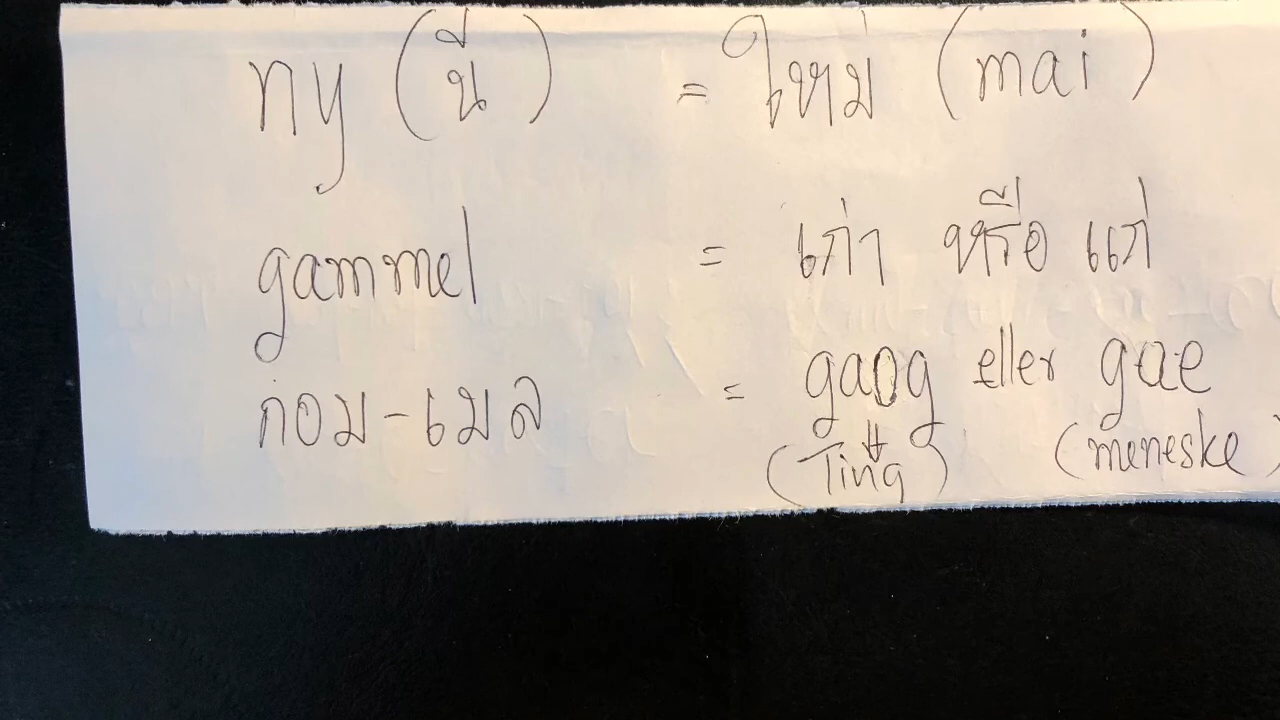 ny (นี) = ใหม่ (mai)
gammel = เก่า หรือ แก่
ก่อม-เมล = gaog eller gae
(Ting) (meneske)